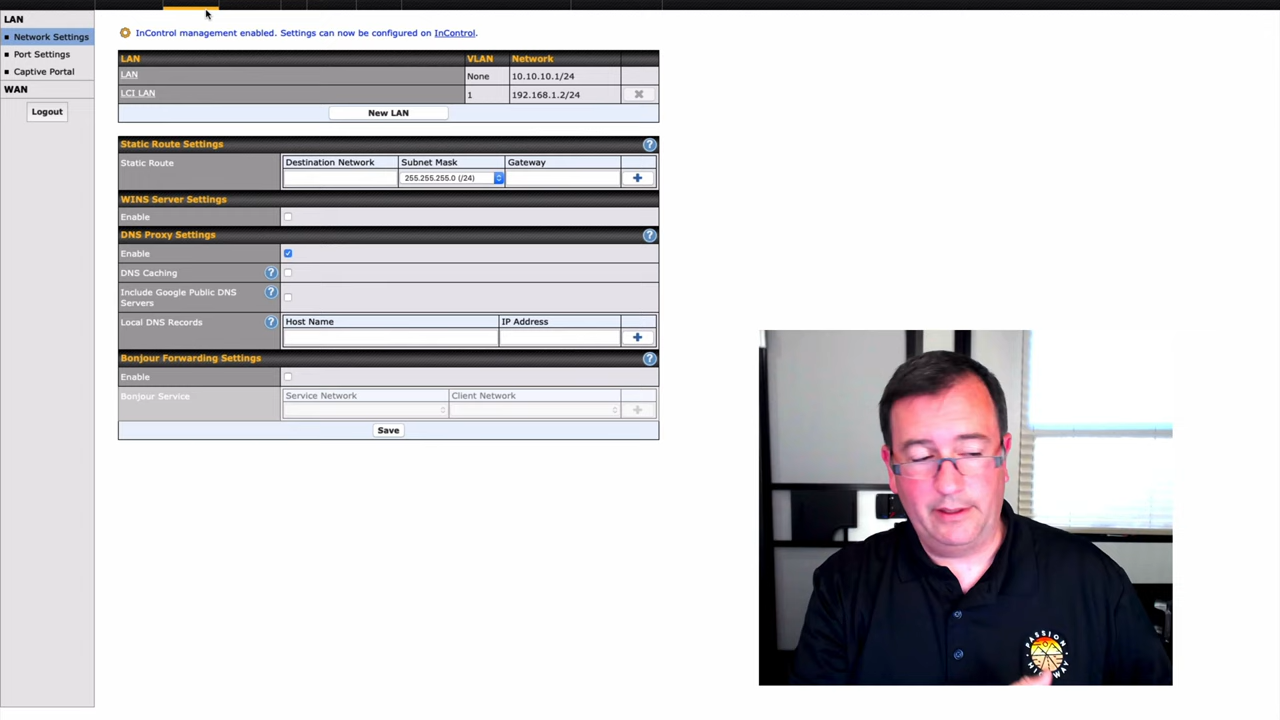 LAN
Network Settings
Port Settings
Captive Portal
WAN
Logout
InControl management enabled. Settings can now be configured on InControl.
LAN VLAN Network
LAN None 10.10.10.1/24
LCI LAN 1 192.168.1.2/24
New LAN
Static Route Settings
Static Route Destination Network Subnet Mask Gateway
255.255.255.0 (/24)
WINS Server Settings
Enable
DNS Proxy Settings
Enable
DNS Caching
Include Google Public DNS
Servers
Local DNS Records Host Name IP Address
Bonjour Forwarding Settings
Enable
Bonjour Service Service Network Client Network
Save
PASSION
HIGHWAY